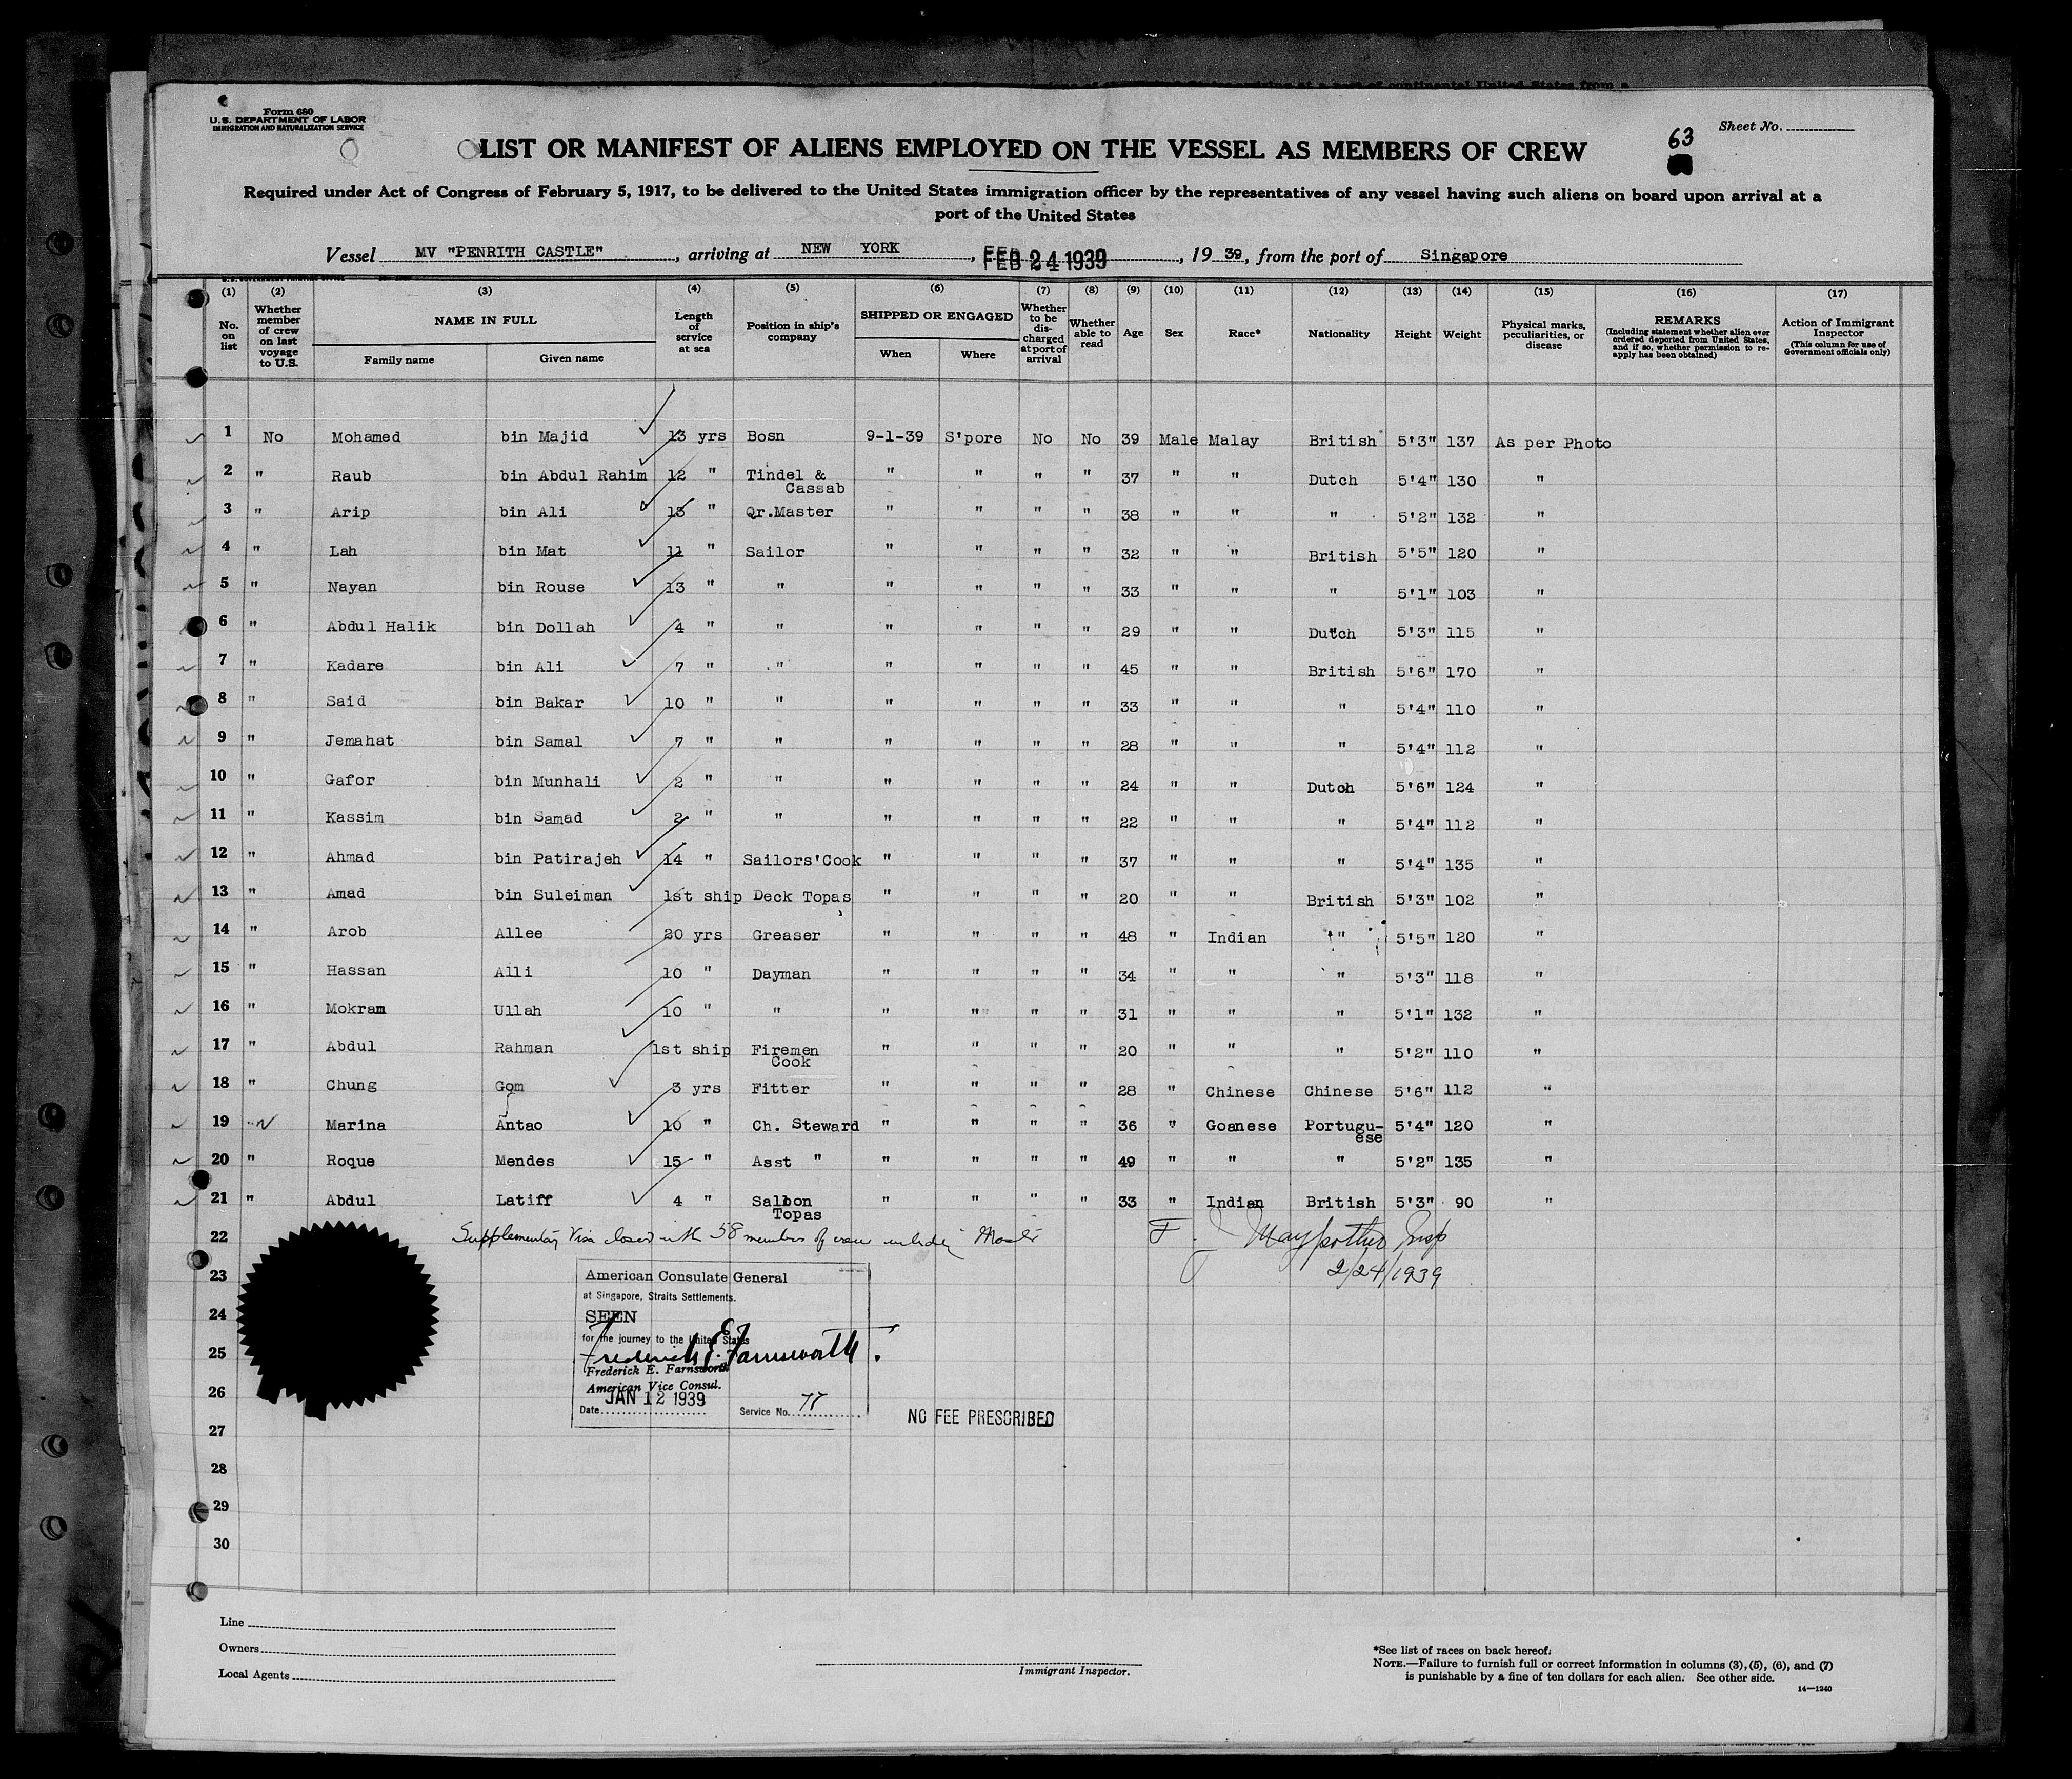 Form 680
U.S. DEPARTMENT OF LABOR
IMMIGRATION AND NATURALIZATION SERVICE
Sheet No.
63
LIST OR MANIFEST OF ALIENS EMPLOYED ON THE VESSEL AS MEMBERS OF CREW
Required under Act of Congress of February 5, 1917, to be delivered to the United States immigration officer by the representatives of any vessel having such aliens on board upon arrival at a
port of the United States
Vessel MV "PENRITH CASTLE", arriving at NEW YORK, FEB 24 1939, 19 39, from the port of Singapore
(1) (2) (3) (4) (5) (6) (7) (8) (9) (10) (11) (12) (13) (14) (15) (16) (17)
No. on list
Whether member of crew on last voyage to U.S.
NAME IN FULL
Family name Given name
Length of service at sea
Position in ship's company
SHIPPED OR ENGAGED
When Where
Whether to be discharged at port of arrival
Whether able to read
Age Sex Race* Nationality Height Weight
Physical marks, peculiarities, or disease
REMARKS
(Including statement whether alien ever ordered deported from United States, and if so, whether permission to reapply has been obtained)
Action of Immigrant Inspector
(This column for use of Government officials only)
1 No Mohamed bin Majid 13 yrs Bosn 9-1-39 S'pore No No 39 Male Malay British 5'3" 137 As per Photo
2 " Raub bin Abdul Rahim 12 " Tindel & Cassab " " " " 37 " " Dutch 5'4" 130 "
3 " Arip bin Ali 15 " Qr.Master " " " " 38 " " " 5'2" 132 "
4 " Lah bin Mat 11 " Sailor " " " " 32 " " British 5'5" 120 "
5 " Nayan bin Rouse 13 " " " " " " 33 " " " 5'1" 103 "
6 " Abdul Halik bin Dollah 4 " " " " " " 29 " " Dutch 5'3" 115 "
7 " Kadare bin Ali 7 " " " " " " 45 " " British 5'6" 170 "
8 " Said bin Bakar 10 " " " " " " 33 " " " 5'4" 110 "
9 " Jemahat bin Samal 7 " " " " " " 28 " " " 5'4" 112 "
10 " Gafor bin Munhali 2 " " " " " " 24 " " Dutch 5'6" 124 "
11 " Kassim bin Samad 2 " " " " " " 22 " " " 5'4" 112 "
12 " Ahmad bin Patirajeh 14 " Sailors'Cook " " " " 37 " " " 5'4" 135 "
13 " Amad bin Suleiman 1st ship Deck Topas " " " " 20 " " British 5'3" 102 "
14 " Arob Allee 20 yrs Greaser " " " " 48 " Indian " 5'5" 120 "
15 " Hassan Alli 10 " Dayman " " " " 34 " " " 5'3" 118 "
16 " Mokram Ullah 10 " " " " " " 31 " " " 5'1" 132 "
17 " Abdul Rahman 1st ship Firemen Cook " " " " 20 " " " 5'2" 110 "
18 " Chung Gom 3 yrs Fitter " " " " 28 " Chinese Chinese 5'6" 112 "
19 " Marina Antao 10 " Ch. Steward " " " " 36 " Goanese Portuguese 5'4" 120 "
20 " Roque Mendes 15 " Asst " " " " " 49 " " " 5'2" 135 "
21 " Abdul Latiff 4 " Saloon Topas " " " " 33 " Indian British 5'3" 90 "
22 Supplementary Visa closed with 58 members of crew including Master
F. J. Maypother Insp
2/24/1939
23
24
25
26
27
28
29
30
American Consulate General
at Singapore, Straits Settlements.
SEEN
for the journey to the United States
Frederick E. Farnsworth.
Frederick E. Farnsworth
American Vice Consul.
Date JAN 12 1939 Service No. 77
NO FEE PRESCRIBED
Line
Owners
Local Agents
Immigrant Inspector.
*See list of races on back hereof.
NOTE.—Failure to furnish full or correct information in columns (3), (5), (6), and (7)
is punishable by a fine of ten dollars for each alien. See other side.
14—1240